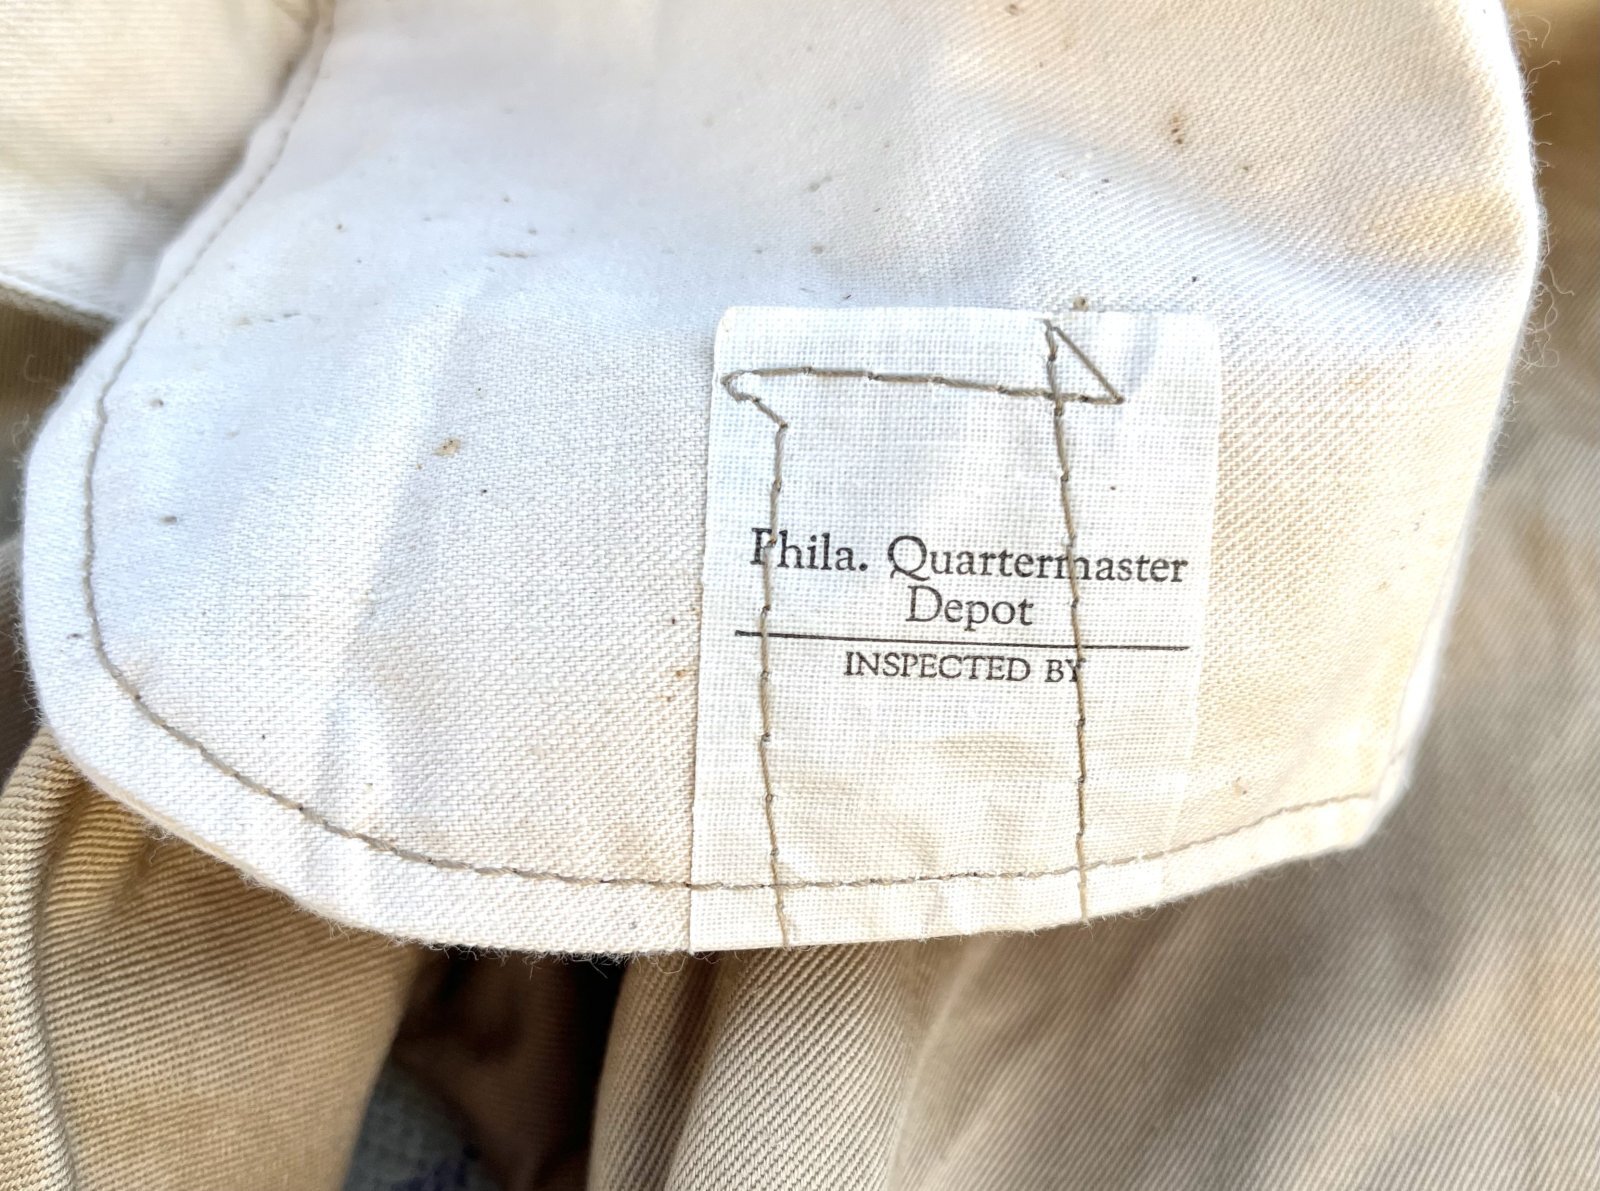 Phila. Quartermaster
Depot
INSPECTED BY